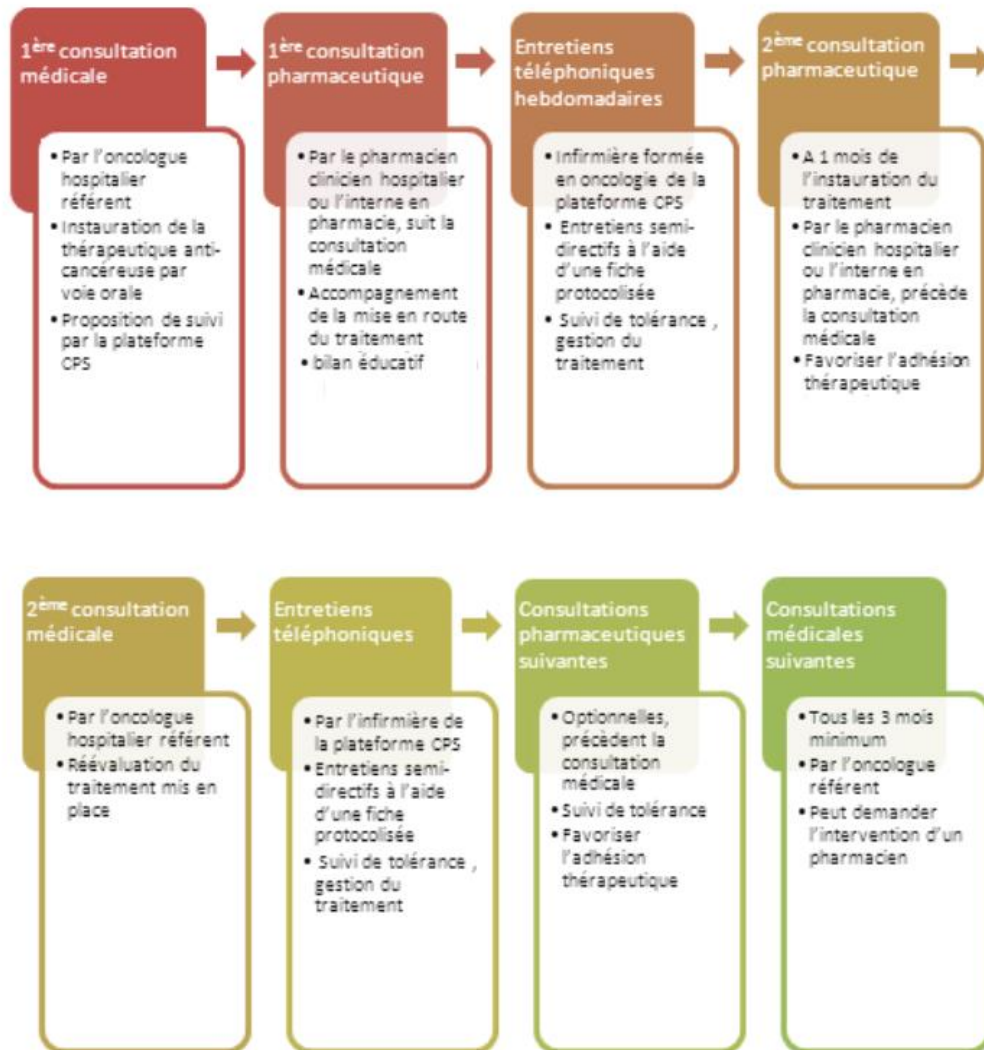 1ère consultation
médicale
• Par l'oncologue
hospitalier
référent
• Instauration de la
thérapeutique anti-
cancéreuse par
voie orale
• Proposition de suivi
par la plateforme
CPS
1ère consultation
pharmaceutique
• Par le pharmacien
clinicien hospitalier
ou l'interne en
pharmacie, suit la
consultation
médicale
• Accompagnement
de la mise en route
du traitement
• bilan éducatif
Entretiens
téléphoniques
hebdomadaires
• Infirmière formée
en oncologie de la
plateforme CPS
• Entretiens semi-
directifs à l'aide
d'une fiche
protocolisée
• Suivi de tolérance ,
gestion du
traitement
2ème consultation
pharmaceutique
• A 1 mois de
l'instauration du
traitement
• Par le pharmacien
clinicien hospitalier
ou l'interne en
pharmacie, précède
la consultation
médicale
• Favoriser l'adhésion
thérapeutique
2ème consultation
médicale
• Par l'oncologue
hospitalier référent
• Réévaluation du
traitement mis en
place
Entretiens
téléphoniques
• Par l'infirmière de
la plateforme CPS
• Entretiens semi-
directifs à l'aide
d'une fiche
protocolisée
• Suivi de tolérance ,
gestion du
traitement
Consultations
pharmaceutiques
suivantes
• Optionnelles,
précèdent la
consultation
médicale
• Suivi de tolérance
• Favoriser
l'adhésion
thérapeutique
Consultations
médicales
suivantes
• Tous les 3 mois
minimum
• Par l'oncologue
référent
• Peut demander
l'intervention d'un
pharmacien